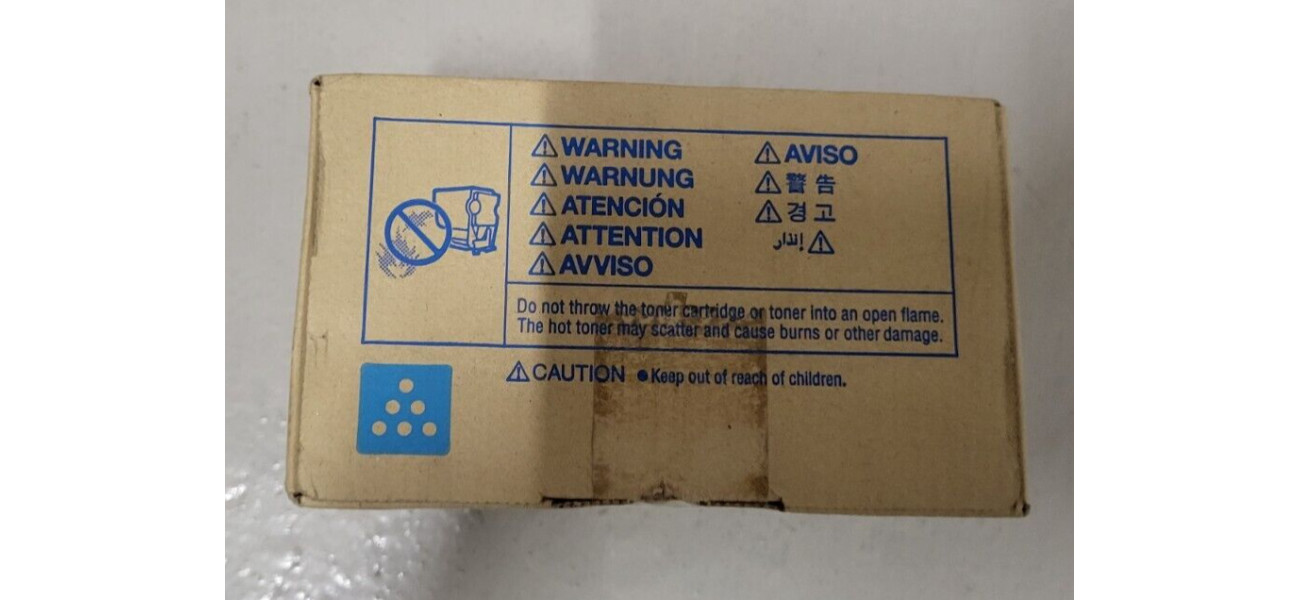 ⚠ WARNING
⚠ WARNUNG
⚠ ATENCIÓN
⚠ ATTENTION
⚠ AVVISO
⚠ AVISO
⚠ 警告
⚠ 경고
⚠ إنذار
Do not throw the toner cartridge or toner into an open flame.
The hot toner may scatter and cause burns or other damage.
⚠ CAUTION ●Keep out of reach of children.